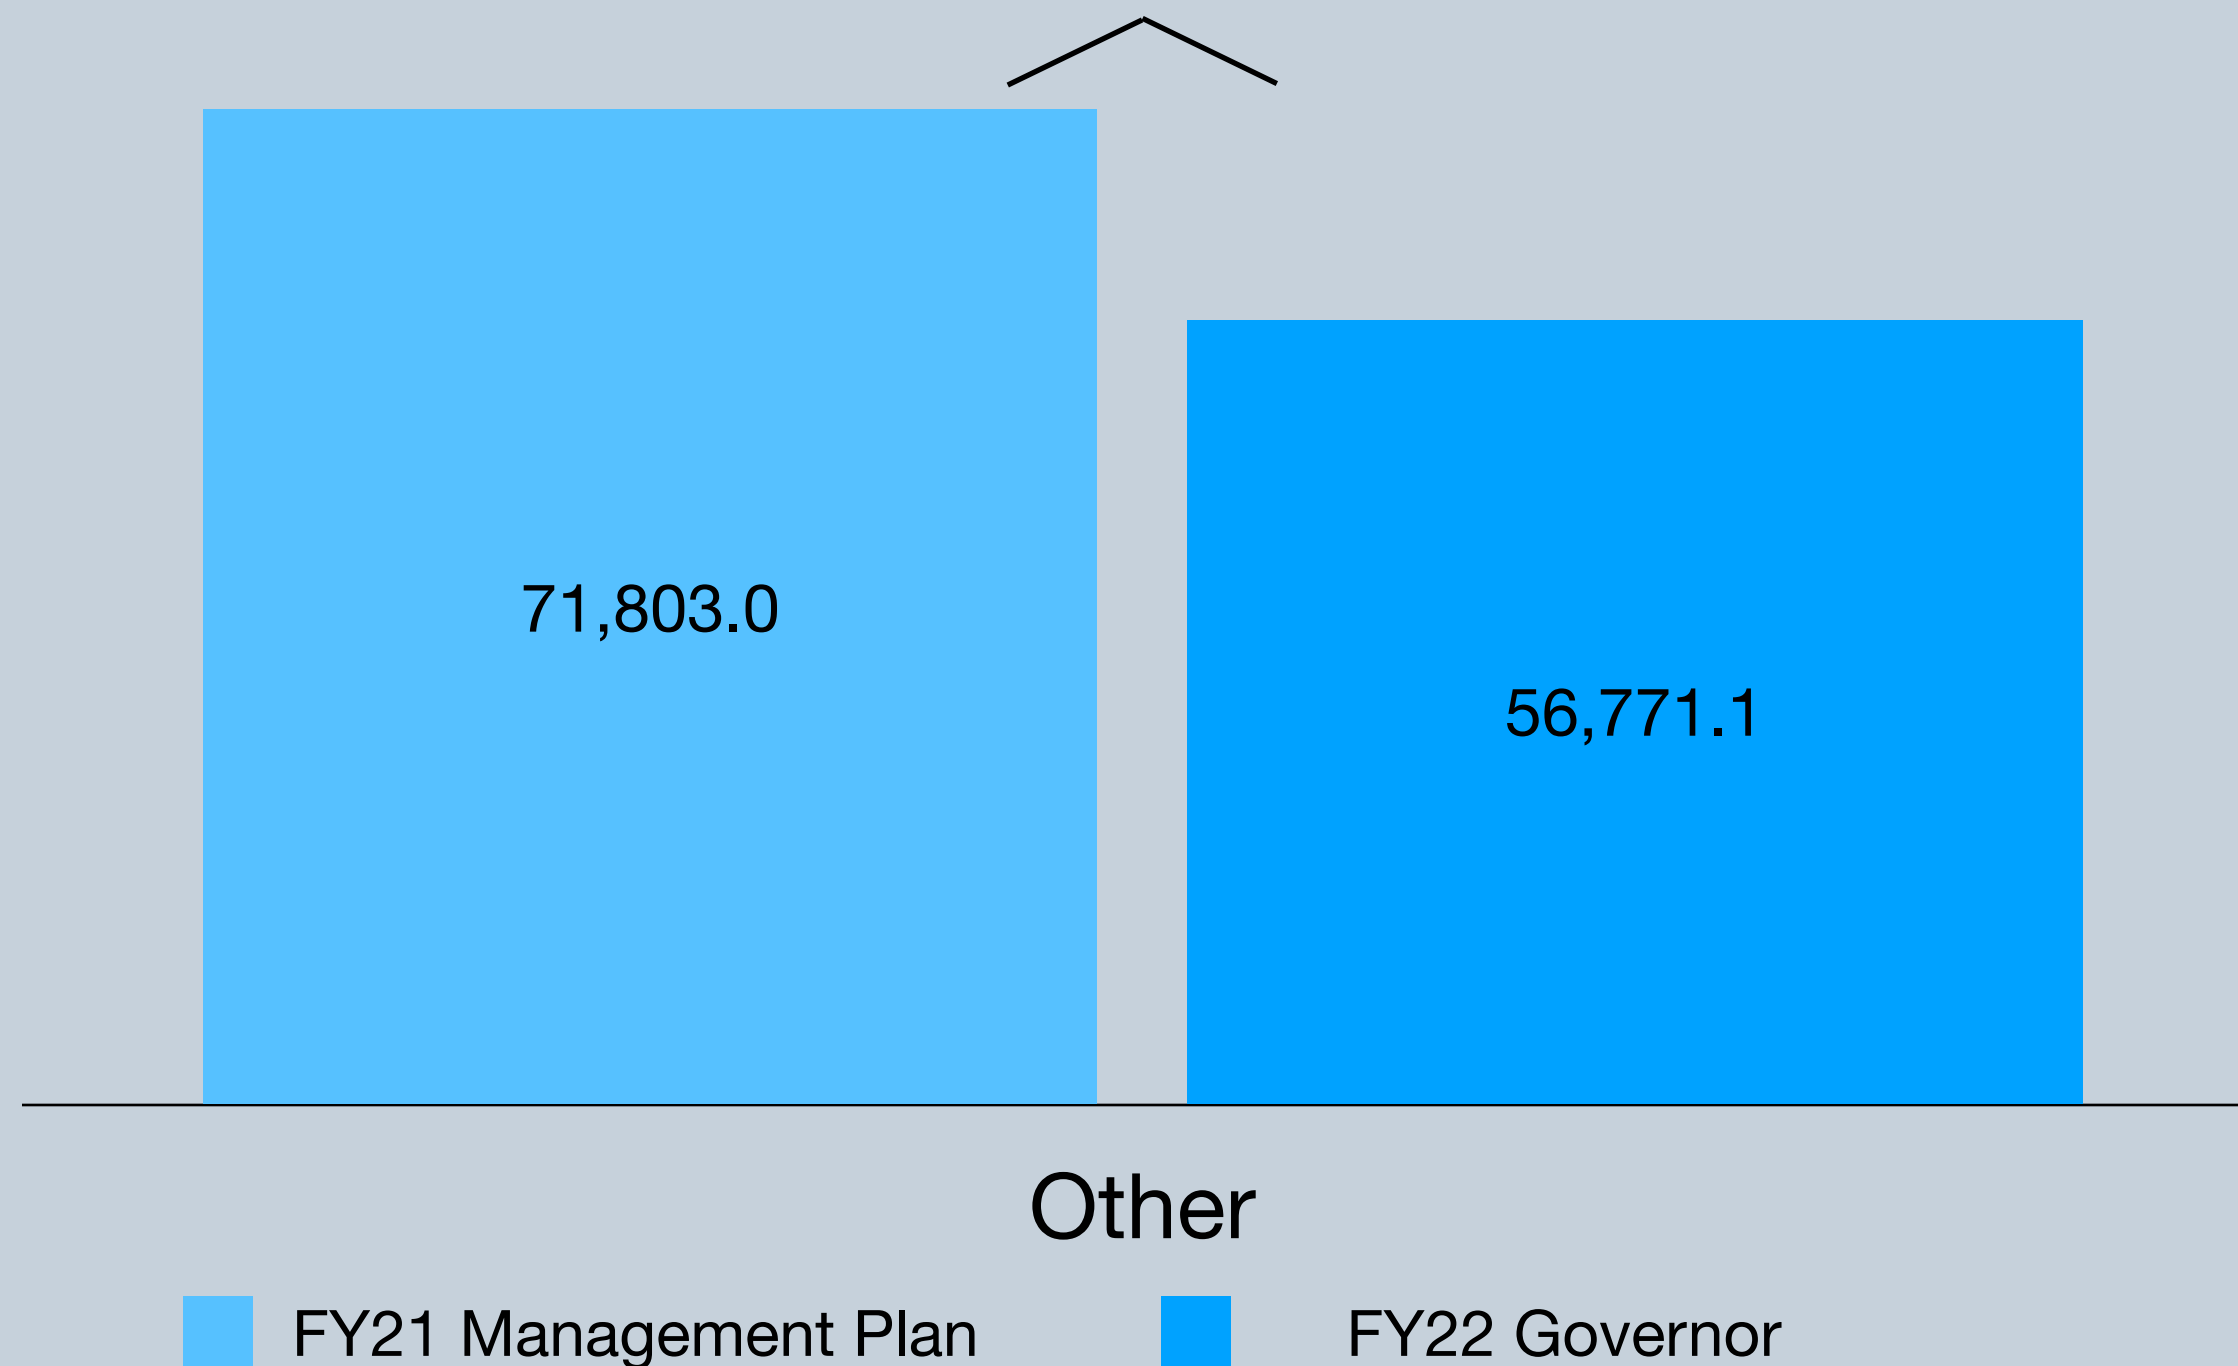 71,803.0
56,771.1
Other
FY21 Management Plan
FY22 Governor